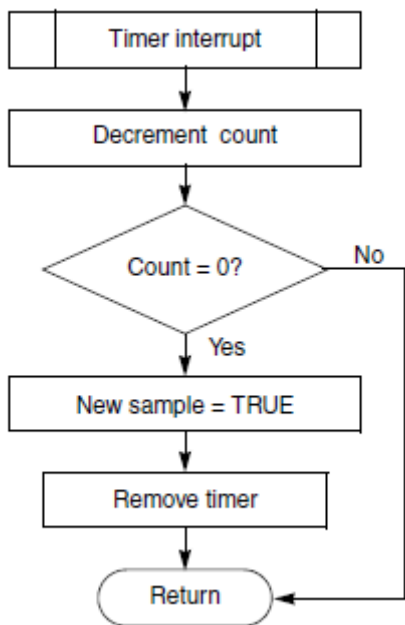 Timer interrupt
Decrement count
Count = 0?
No
Yes
New sample = TRUE
Remove timer
Return